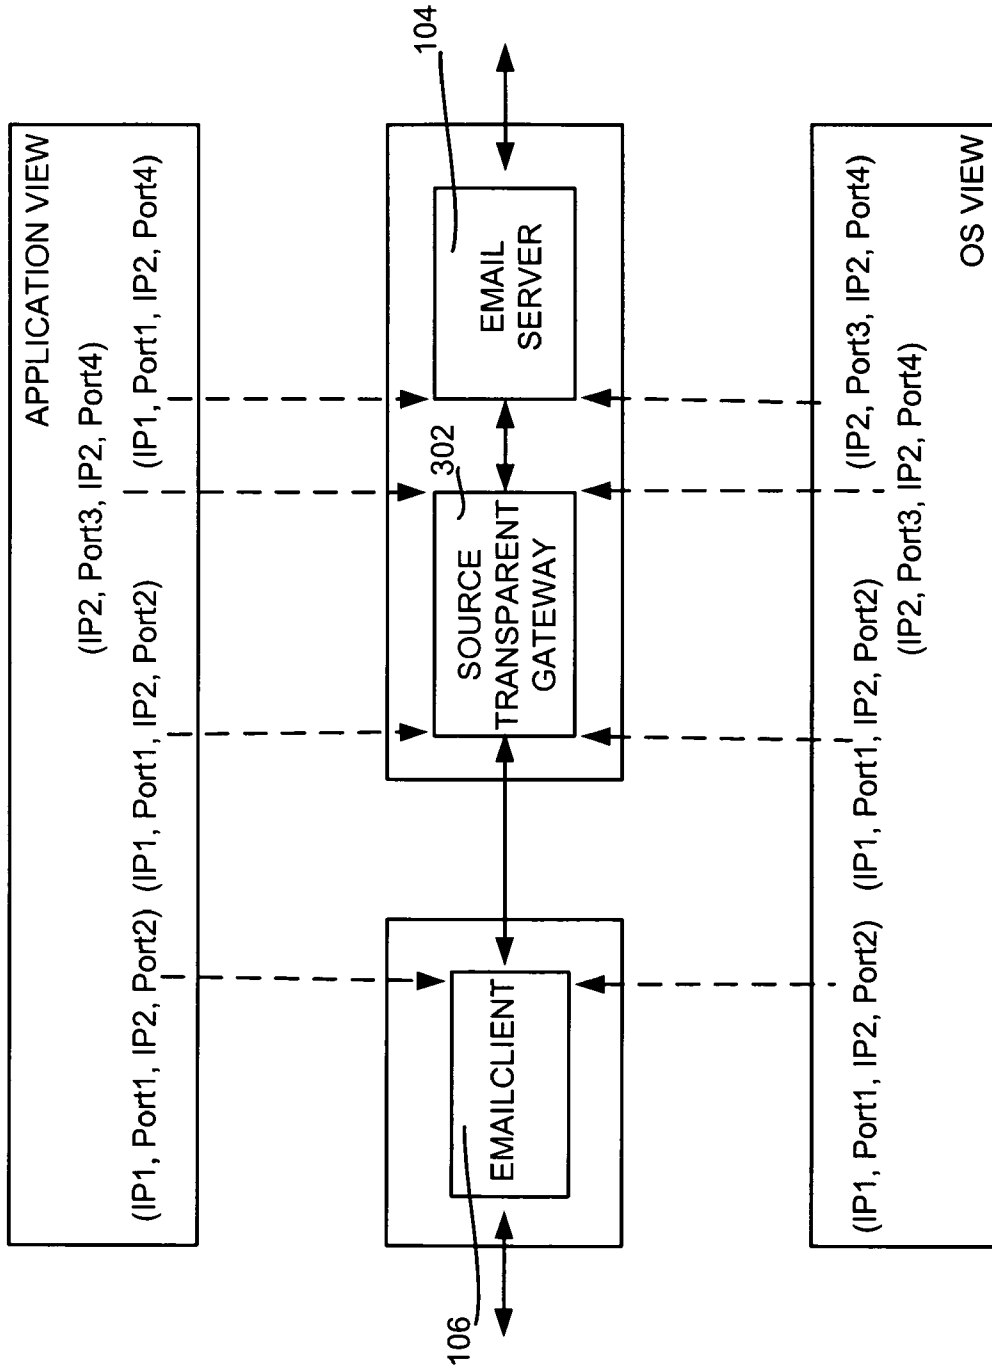 APPLICATION VIEW
(IP2, Port3, IP2, Port4)
(IP1, Port1, IP2, Port2) (IP1, Port1, IP2, Port2)
(IP1, Port1, IP2, Port4)
106
EMAILCLIENT
SOURCE
TRANSPARENT
GATEWAY
302
EMAIL
SERVER
104
(IP1, Port1, IP2, Port2) (IP1, Port1, IP2, Port2)
(IP2, Port3, IP2, Port4)
(IP2, Port3, IP2, Port4)
OS VIEW